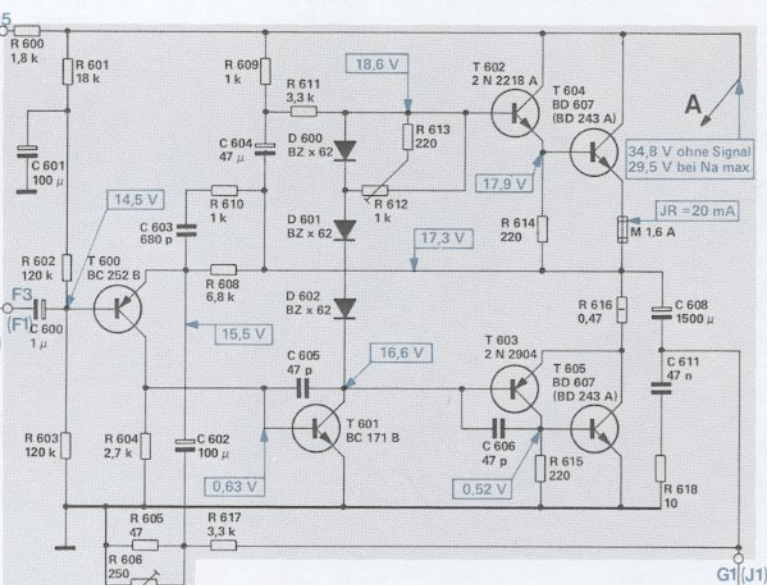 5
R 600
1,8 k
R 601
18 k
C 601
100 µ
R 602
120 k
F3
(F1)
C 600
1 µ
R 603
120 k
14,5 V
T 600
BC 252 B
R 604
2,7 k
R 605
47
R 606
250
C 603
680 p
R 609
1 k
C 604
47 µ
R 610
1 k
R 608
6,8 k
15,5 V
C 602
100 µ
R 617
3,3 k
0,63 V
R 611
3,3 k
D 600
BZ x 62
D 601
BZ x 62
D 602
BZ x 62
C 605
47 p
T 601
BC 171 B
18,6 V
R 613
220
R 612
1 k
17,3 V
16,6 V
T 602
2 N 2218 A
T 604
BD 607
(BD 243 A)
17,9 V
R 614
220
T 603
2 N 2904
T 605
BD 607
(BD 243 A)
C 606
47 p
0,52 V
R 615
220
A
34,8 V ohne Signal
29,5 V bei Na max.
JR = 20 mA
M 1,6 A
R 616
0,47
C 608
1500 µ
C 611
47 n
R 618
10
G1 (J1)